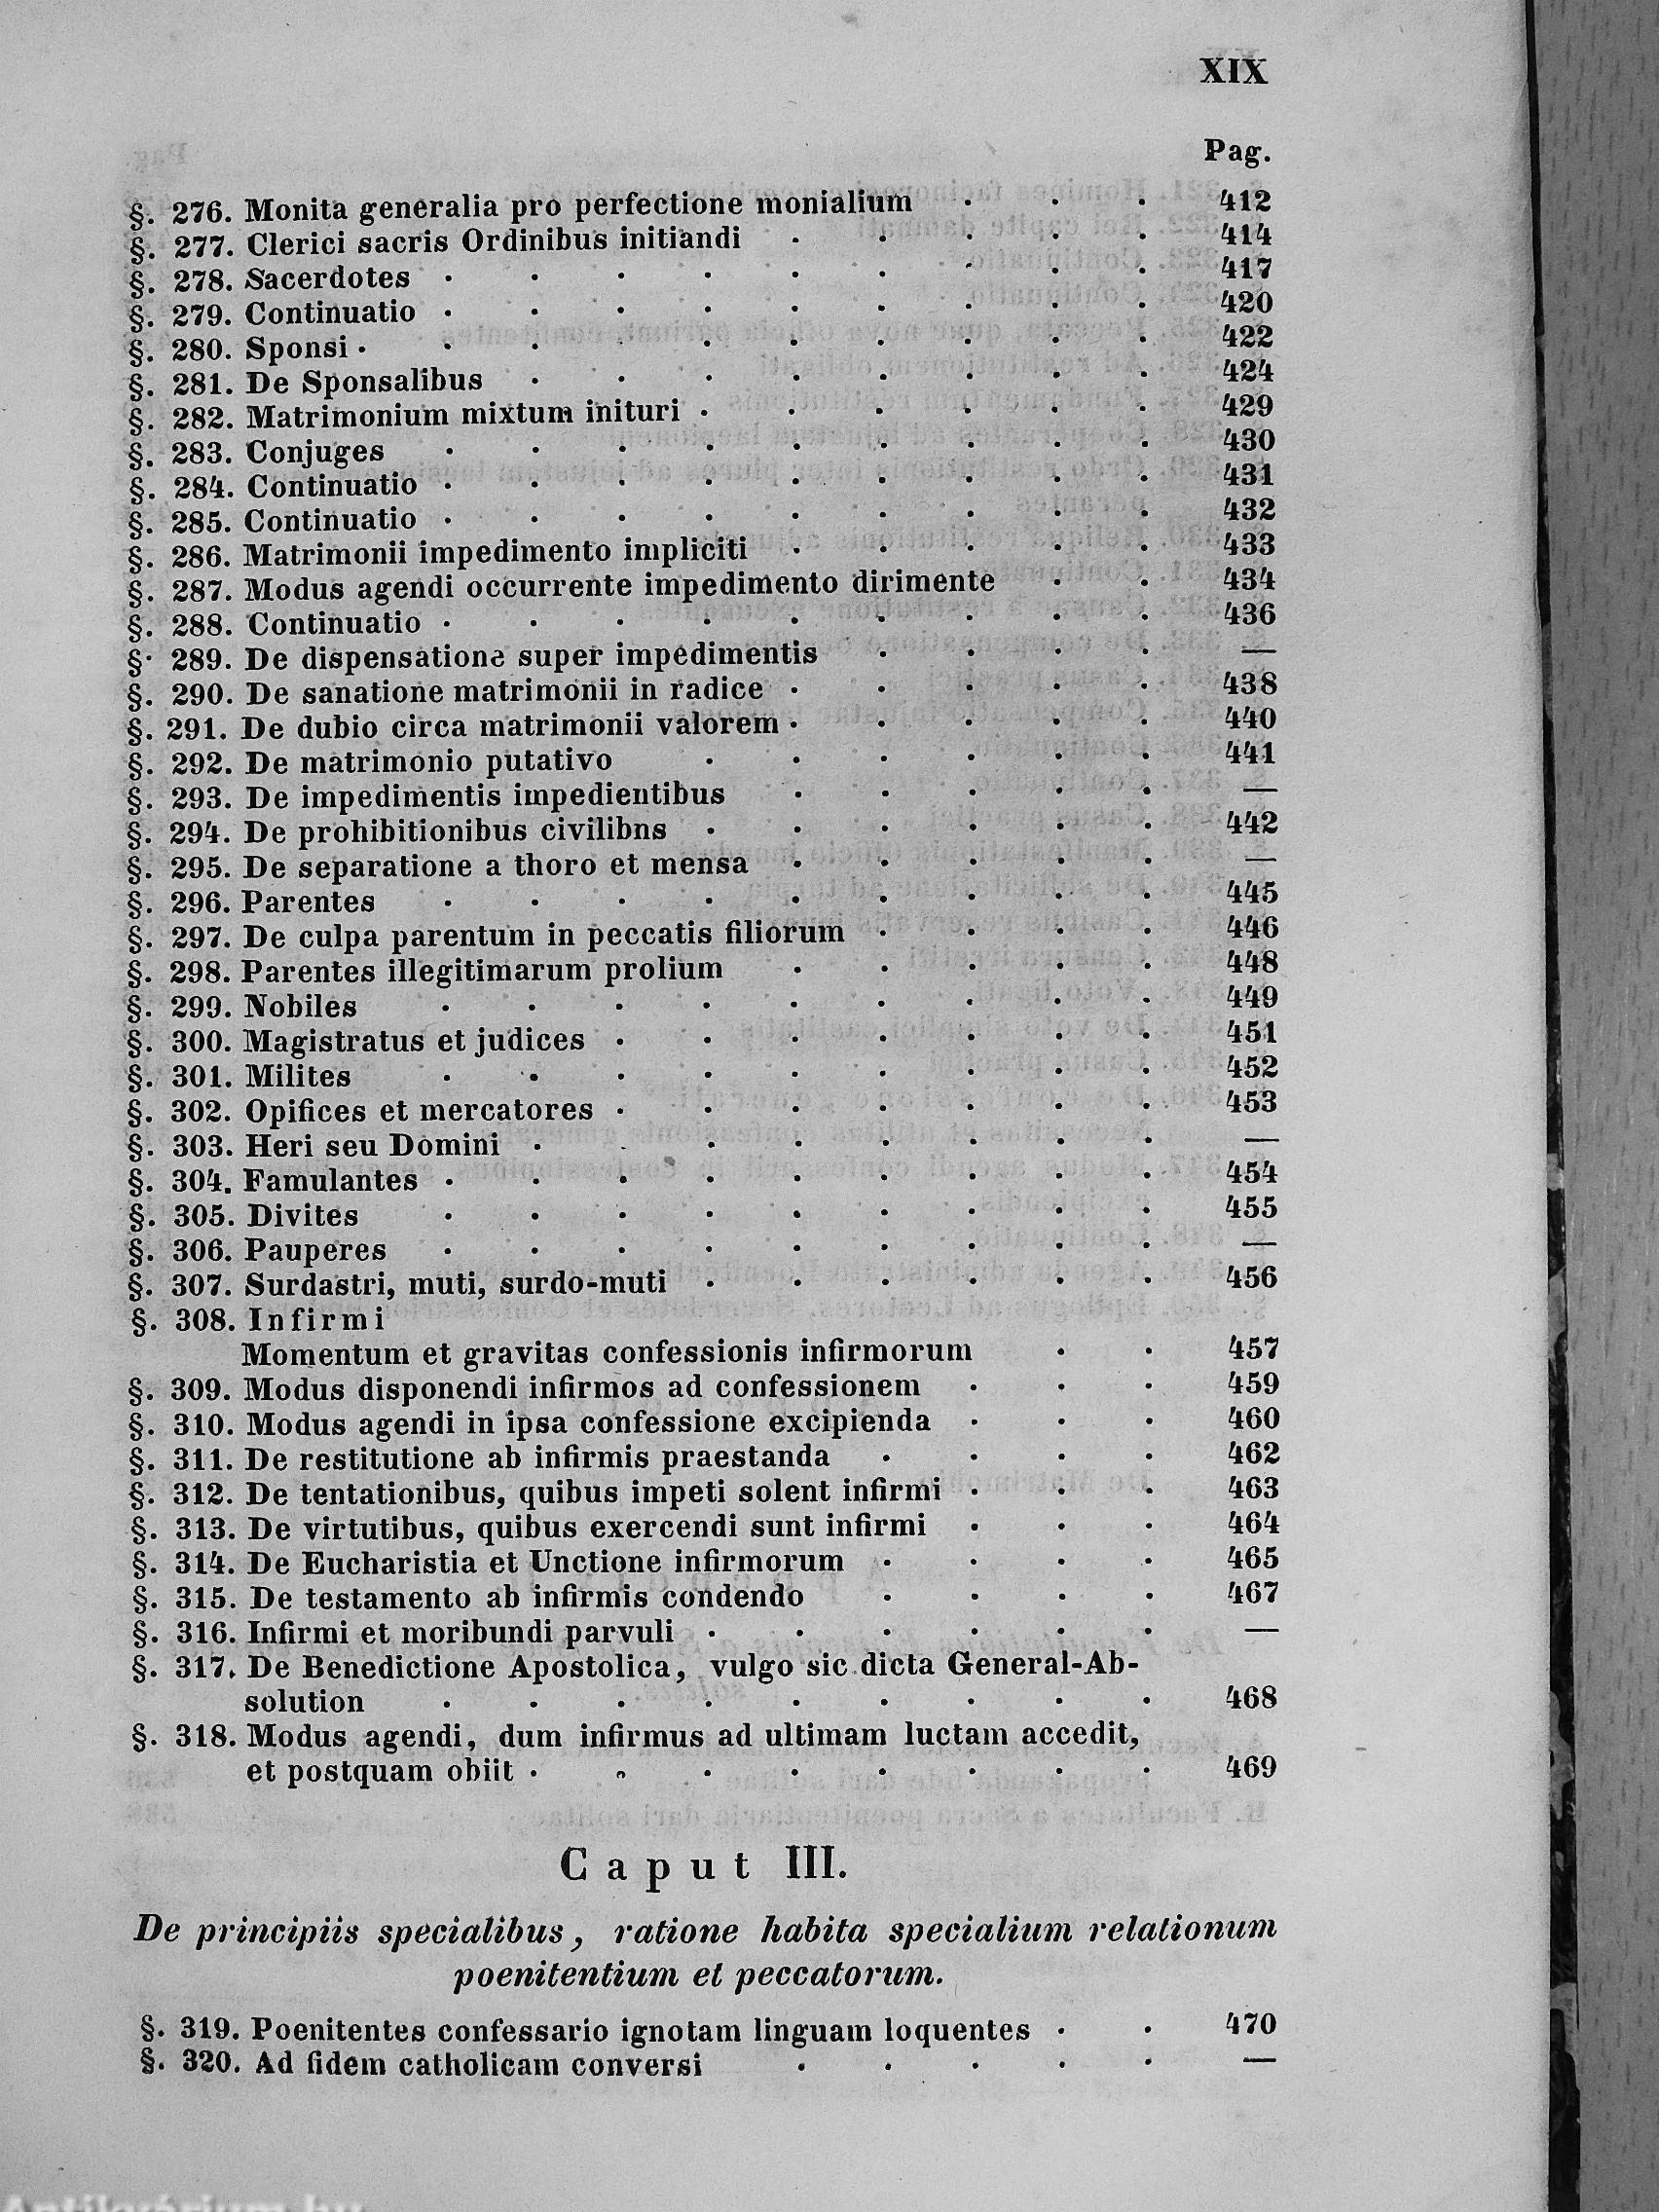 XIX
Pag.
§. 276. Monita generalia pro perfectione monialium . . . 412
§. 277. Clerici sacris Ordinibus initiandi . . . . . 414
§. 278. Sacerdotes . . . . . . . . . 417
§. 279. Continuatio . . . . . . . . . 420
§. 280. Sponsi . . . . . . . . . . 422
§. 281. De Sponsalibus . . . . . . . . 424
§. 282. Matrimonium mixtum inituri . . . . . . 429
§. 283. Conjuges . . . . . . . . . 430
§. 284. Continuatio . . . . . . . . . 431
§. 285. Continuatio . . . . . . . . . 432
§. 286. Matrimonii impedimento impliciti . . . . . 433
§. 287. Modus agendi occurrente impedimento dirimente . . 434
§. 288. Continuatio . . . . . . . . . 436
§. 289. De dispensatione super impedimentis . . . . —
§. 290. De sanatione matrimonii in radice . . . . . 438
§. 291. De dubio circa matrimonii valorem . . . . . 440
§. 292. De matrimonio putativo . . . . . . 441
§. 293. De impedimentis impedientibus . . . . . —
§. 294. De prohibitionibus civilibns . . . . . . 442
§. 295. De separatione a thoro et mensa . . . . . —
§. 296. Parentes . . . . . . . . . 445
§. 297. De culpa parentum in peccatis filiorum . . . . 446
§. 298. Parentes illegitimarum prolium . . . . . 448
§. 299. Nobiles . . . . . . . . . 449
§. 300. Magistratus et judices . . . . . . . 451
§. 301. Milites . . . . . . . . . 452
§. 302. Opifices et mercatores . . . . . . . 453
§. 303. Heri seu Domini . . . . . . . . —
§. 304. Famulantes . . . . . . . . . 454
§. 305. Divites . . . . . . . . . 455
§. 306. Pauperes . . . . . . . . . —
§. 307. Surdastri, muti, surdo-muti . . . . . . 456
§. 308. Infirmi
Momentum et gravitas confessionis infirmorum . . 457
§. 309. Modus disponendi infirmos ad confessionem . . . 459
§. 310. Modus agendi in ipsa confessione excipienda . . . 460
§. 311. De restitutione ab infirmis praestanda . . . . 462
§. 312. De tentationibus, quibus impeti solent infirmi . . . 463
§. 313. De virtutibus, quibus exercendi sunt infirmi . . . 464
§. 314. De Eucharistia et Unctione infirmorum . . . . 465
§. 315. De testamento ab infirmis condendo . . . . 467
§. 316. Infirmi et moribundi parvuli . . . . . . —
§. 317. De Benedictione Apostolica, vulgo sic dicta General-Ab-
solution . . . . . . . . . 468
§. 318. Modus agendi, dum infirmus ad ultimam luctam accedit,
et postquam obiit . . . . . . . . 469
Caput III.
De principiis specialibus, ratione habita specialium relationum
poenitentium et peccatorum.
§. 319. Poenitentes confessario ignotam linguam loquentes . . 470
§. 320. Ad fidem catholicam conversi . . . . . —